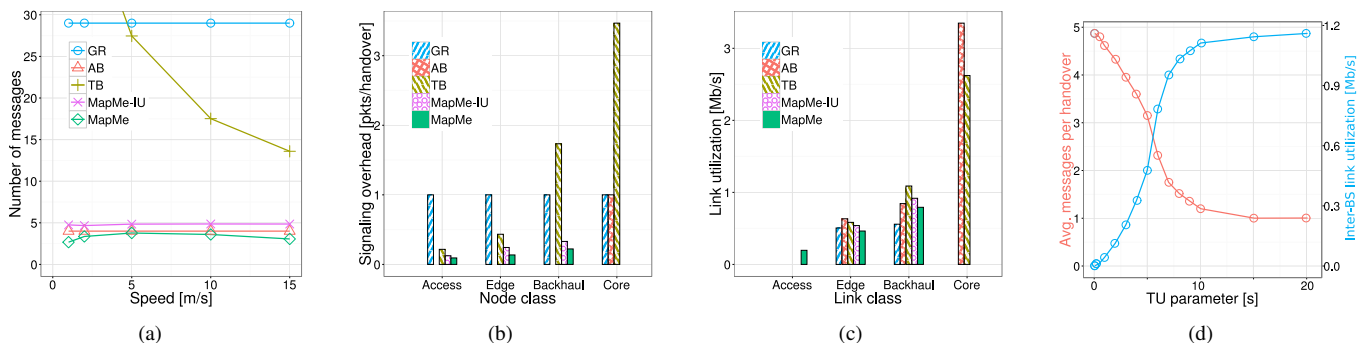 Number of messages
30
25
20
15
10
5
0
GR
AB
TB
MapMe-IU
MapMe
5
10
15
Speed [m/s]
(a)
Signaling overhead [pkts/handover]
3
2
1
0
GR
AB
TB
MapMe-IU
MapMe
Access Edge Backhaul Core
Node class
(b)
Link utilization [Mb/s]
3
2
1
0
GR
AB
TB
MapMe-IU
MapMe
Access Edge Backhaul Core
Link class
(c)
Avg. messages per handover
5
4
3
2
1
0
0 5 10 15 20
TU parameter [s]
1.2
0.9
0.6
0.3
0.0
Inter-BS link utilization [Mb/s]
(d)